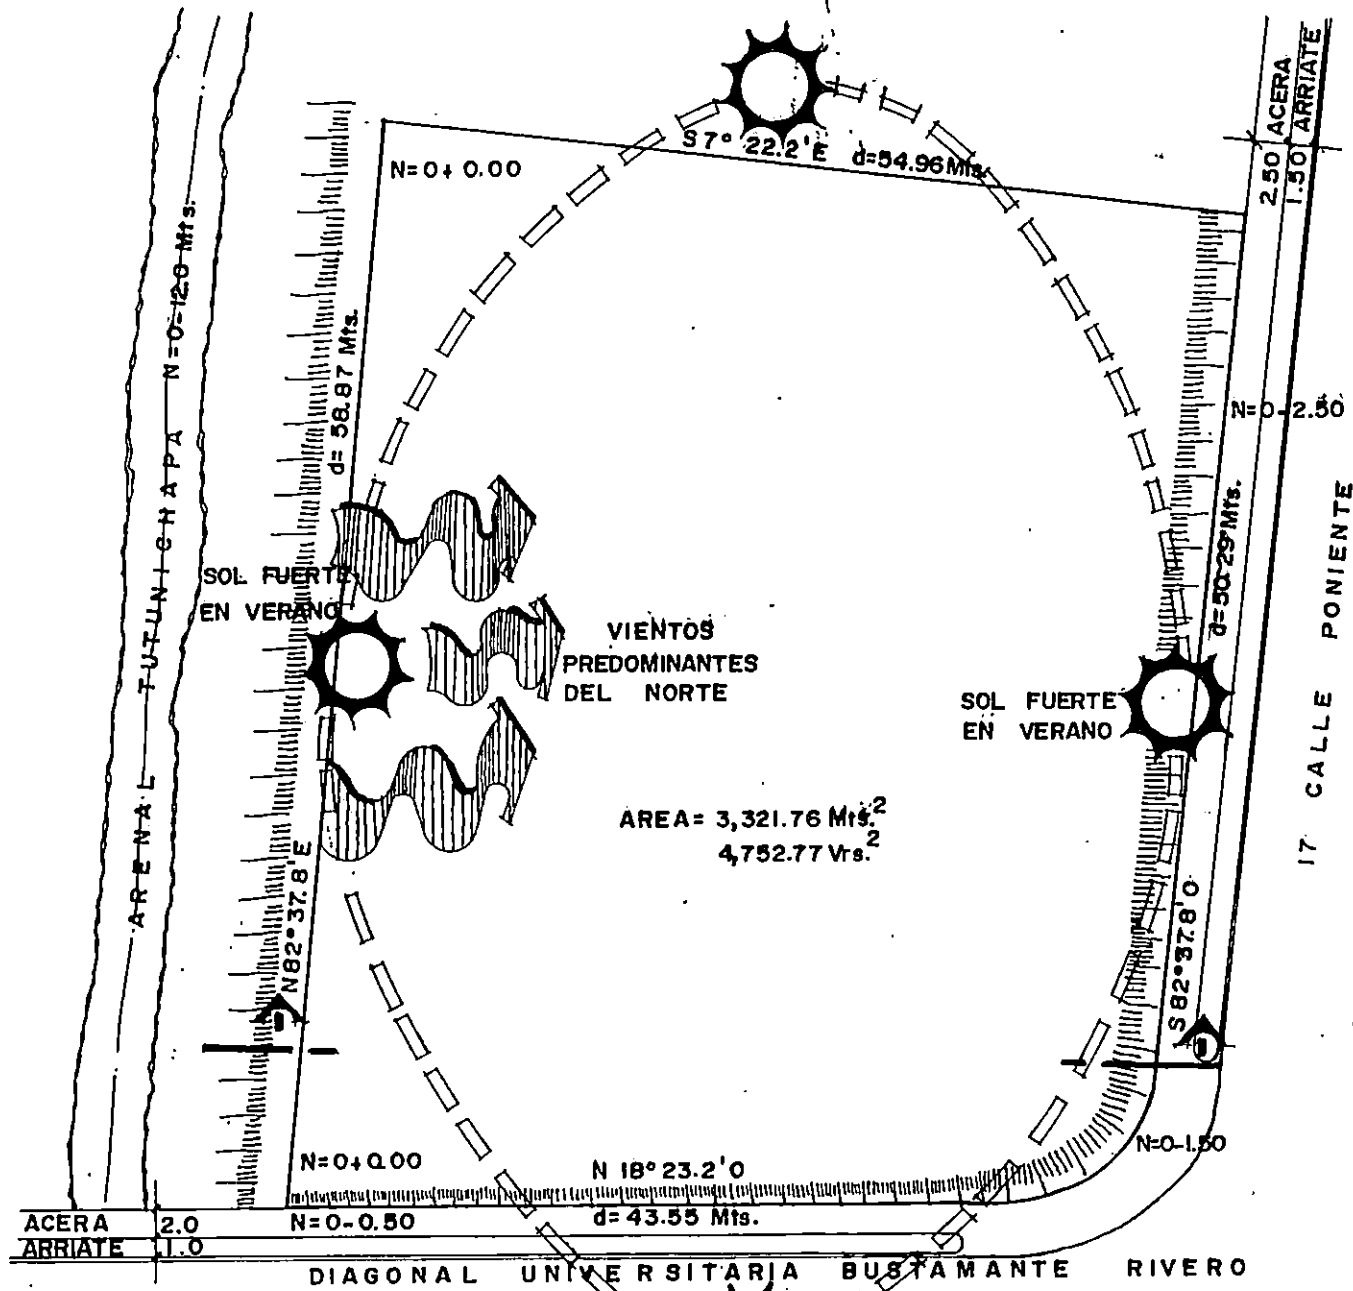 ACERA
ARRIATE
2.50
1.50
S 7° 22.2' E d=54.96 Mts.
N=0+0.00
ARENAL TUTUNICHAPA N=0-12.0 Mts.
d= 58.87 Mts.
N=0-2.50
d=50.29 Mts.
17 CALLE PONIENTE
SOL FUERTE
EN VERANO
VIENTOS
PREDOMINANTES
DEL NORTE
SOL FUERTE
EN VERANO
AREA= 3,321.76 Mts.²
4,752.77 Vrs.²
N 82° 37.8' E
S 82° 37.8' O
N=0-1.50
N=0+0.00
N 18° 23.2' O
ACERA 2.0
N=0-0.50
d= 43.55 Mts.
ARRIATE 1.0
DIAGONAL UNIVERSITARIA BUSTAMANTE RIVERO